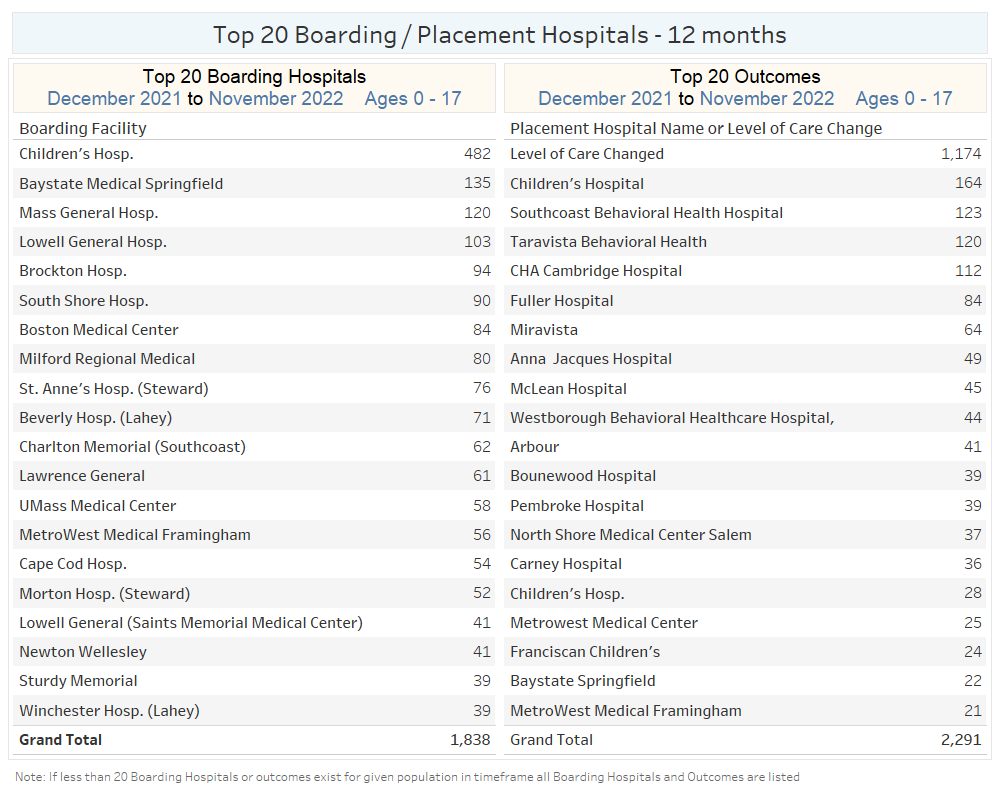 Top 20 Boarding / Placement Hospitals - 12 months
Top 20 Boarding Hospitals
December 2021 to November 2022 Ages 0 - 17
Boarding Facility
Children's Hosp. 482
Baystate Medical Springfield 135
Mass General Hosp. 120
Lowell General Hosp. 103
Brockton Hosp. 94
South Shore Hosp. 90
Boston Medical Center 84
Milford Regional Medical 80
St. Anne's Hosp. (Steward) 76
Beverly Hosp. (Lahey) 71
Charlton Memorial (Southcoast) 62
Lawrence General 61
UMass Medical Center 58
MetroWest Medical Framingham 56
Cape Cod Hosp. 54
Morton Hosp. (Steward) 52
Lowell General (Saints Memorial Medical Center) 41
Newton Wellesley 41
Sturdy Memorial 39
Winchester Hosp. (Lahey) 39
Grand Total 1,838
Top 20 Outcomes
December 2021 to November 2022 Ages 0 - 17
Placement Hospital Name or Level of Care Change
Level of Care Changed 1,174
Children's Hospital 164
Southcoast Behavioral Health Hospital 123
Taravista Behavioral Health 120
CHA Cambridge Hospital 112
Fuller Hospital 84
Miravista 64
Anna  Jacques Hospital 49
McLean Hospital 45
Westborough Behavioral Healthcare Hospital, 44
Arbour 41
Bounewood Hospital 39
Pembroke Hospital 39
North Shore Medical Center Salem 37
Carney Hospital 36
Children's Hosp. 28
Metrowest Medical Center 25
Franciscan Children's 24
Baystate Springfield 22
MetroWest Medical Framingham 21
Grand Total 2,291
Note: If less than 20 Boarding Hospitals or outcomes exist for given population in timeframe all Boarding Hospitals and Outcomes are listed